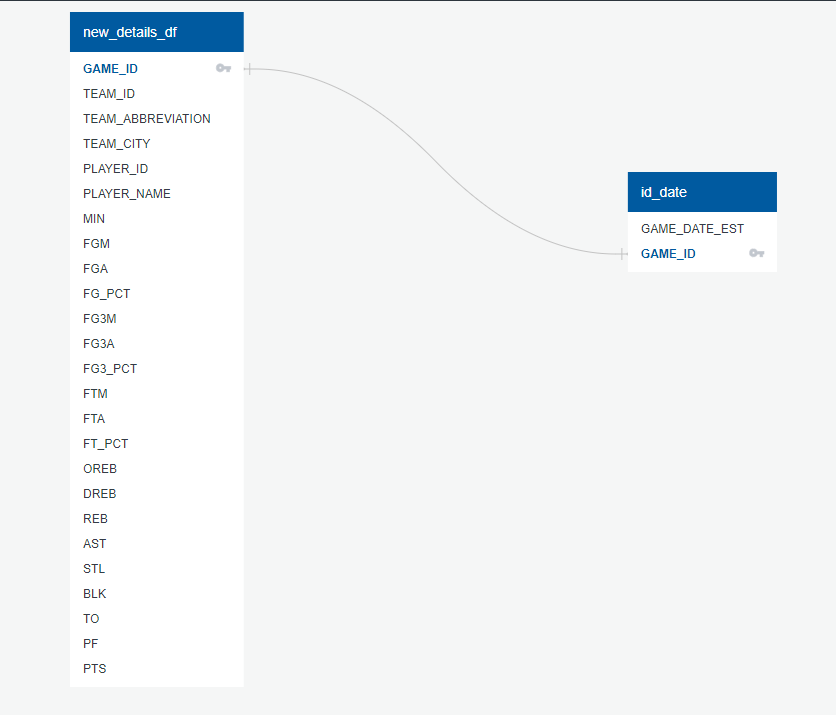 new_details_df
GAME_ID
TEAM_ID
TEAM_ABBREVIATION
TEAM_CITY
PLAYER_ID
PLAYER_NAME
MIN
FGM
FGA
FG_PCT
FG3M
FG3A
FG3_PCT
FTM
FTA
FT_PCT
OREB
DREB
REB
AST
STL
BLK
TO
PF
PTS
id_date
GAME_DATE_EST
GAME_ID